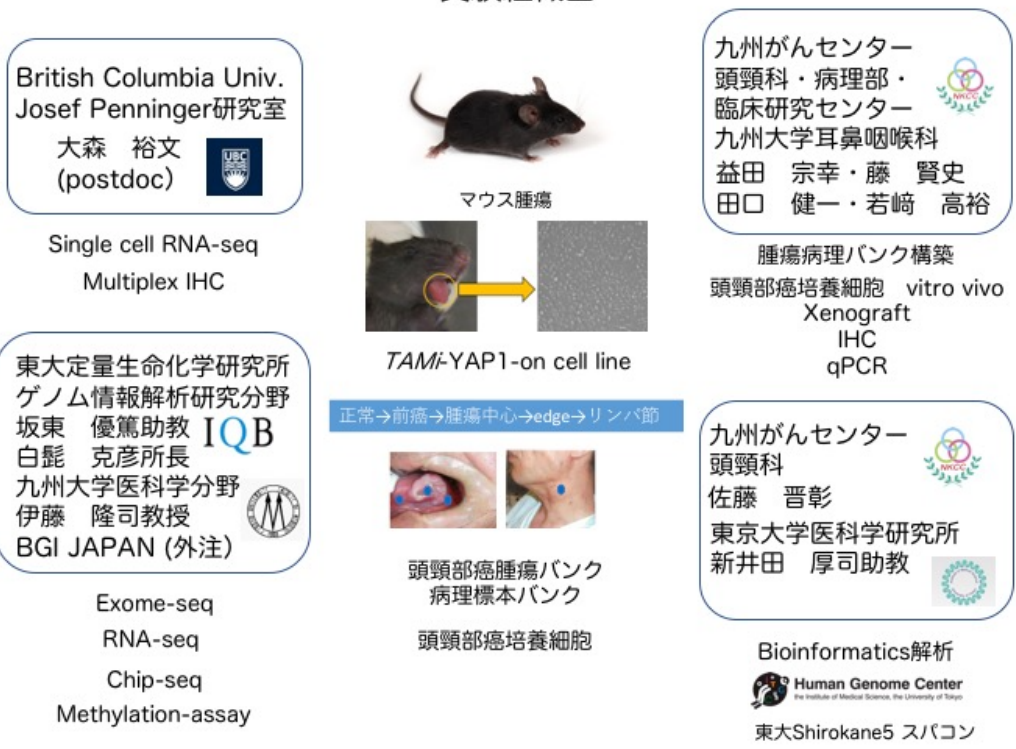 British Columbia Univ.
Josef Penninger研究室
大森　裕文
(postdoc）
UBC
Single cell RNA-seq
Multiplex IHC
東大定量生命化学研究所
ゲノム情報解析研究分野
坂東　優篤助教
白髭　克彦所長
IQB
九州大学医科学分野
伊藤　隆司教授
BGI JAPAN (外注）
Exome-seq
RNA-seq
Chip-seq
Methylation-assay
マウス腫瘍
TAMi-YAP1-on cell line
正常→前癌→腫瘍中心→edge→リンパ節
頭頸部癌腫瘍バンク
病理標本バンク
頭頸部癌培養細胞
九州がんセンター
頭頸科・病理部・
臨床研究センター
九州大学耳鼻咽喉科
益田　宗幸・藤　賢史
田口　健一・若﨑　高裕
NKCC
腫瘍病理バンク構築
頭頸部癌培養細胞　vitro vivo
Xenograft
IHC
qPCR
九州がんセンター
頭頸科
佐藤　晋彰
NKCC
東京大学医科学研究所
新井田　厚司助教
Bioinformatics解析
Human Genome Center
the Institute of Medical Science, the University of Tokyo
東大Shirokane5 スパコン